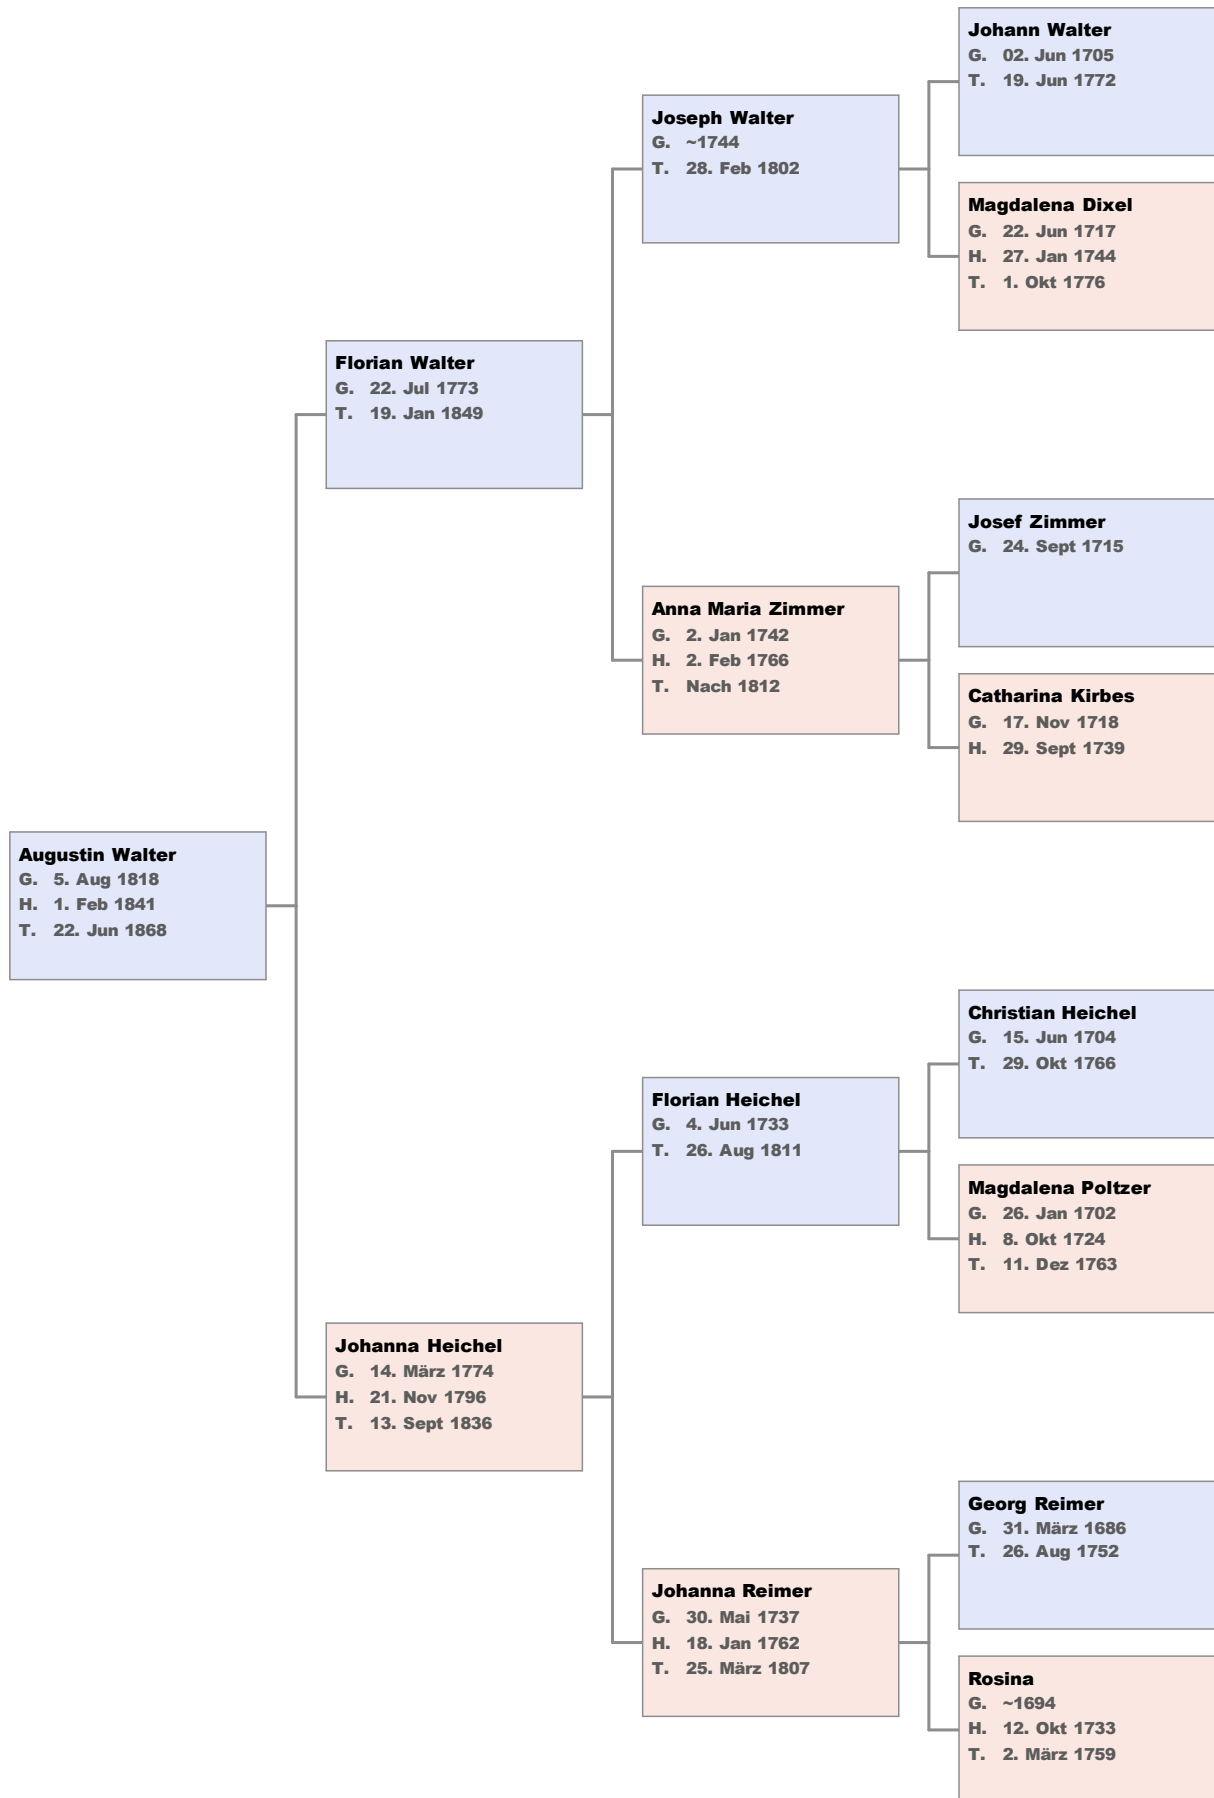 Johann Walter
G. 02. Jun 1705
T. 19. Jun 1772
Joseph Walter
G. ~1744
T. 28. Feb 1802
Magdalena Dixel
G. 22. Jun 1717
H. 27. Jan 1744
T. 1. Okt 1776
Florian Walter
G. 22. Jul 1773
T. 19. Jan 1849
Josef Zimmer
G. 24. Sept 1715
Anna Maria Zimmer
G. 2. Jan 1742
H. 2. Feb 1766
T. Nach 1812
Catharina Kirbes
G. 17. Nov 1718
H. 29. Sept 1739
Augustin Walter
G. 5. Aug 1818
H. 1. Feb 1841
T. 22. Jun 1868
Christian Heichel
G. 15. Jun 1704
T. 29. Okt 1766
Florian Heichel
G. 4. Jun 1733
T. 26. Aug 1811
Magdalena Poltzer
G. 26. Jan 1702
H. 8. Okt 1724
T. 11. Dez 1763
Johanna Heichel
G. 14. März 1774
H. 21. Nov 1796
T. 13. Sept 1836
Georg Reimer
G. 31. März 1686
T. 26. Aug 1752
Johanna Reimer
G. 30. Mai 1737
H. 18. Jan 1762
T. 25. März 1807
Rosina
G. ~1694
H. 12. Okt 1733
T. 2. März 1759